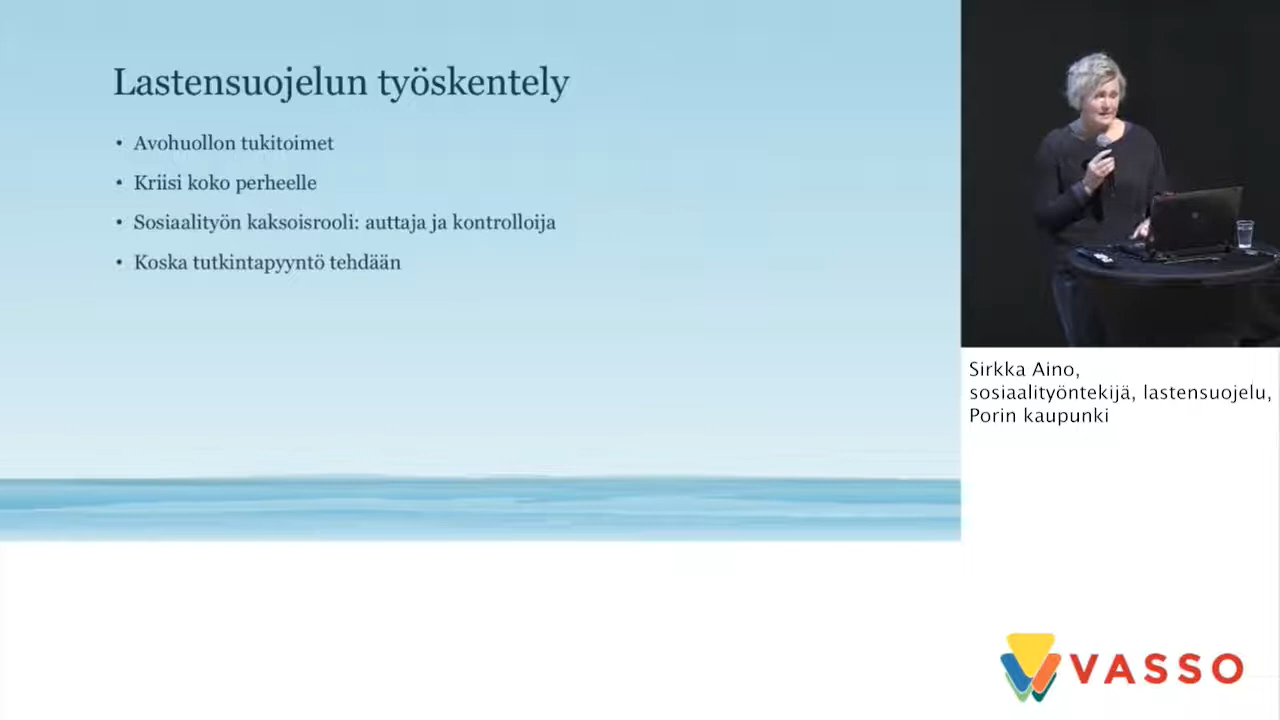 Lastensuojelun työskentely
• Avohuollon tukitoimet
• Kriisi koko perheelle
• Sosiaalityön kaksoisrooli: auttaja ja kontrolloija
• Koska tutkintapyyntö tehdään
Sirkka Aino,
sosiaalityöntekijä, lastensuojelu,
Porin kaupunki
VASSO